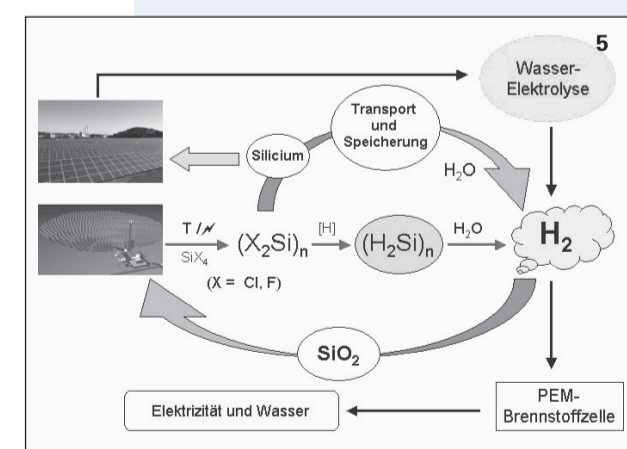 5
Wasser-
Elektrolyse
Transport
und
Speicherung
Silicium
H₂O
T /
SiX₄
(X₂Si)ₙ
[H]
(H₂Si)ₙ
H₂O
H₂
(X = Cl, F)
SiO₂
PEM-
Brennstoffzelle
Elektrizität und Wasser